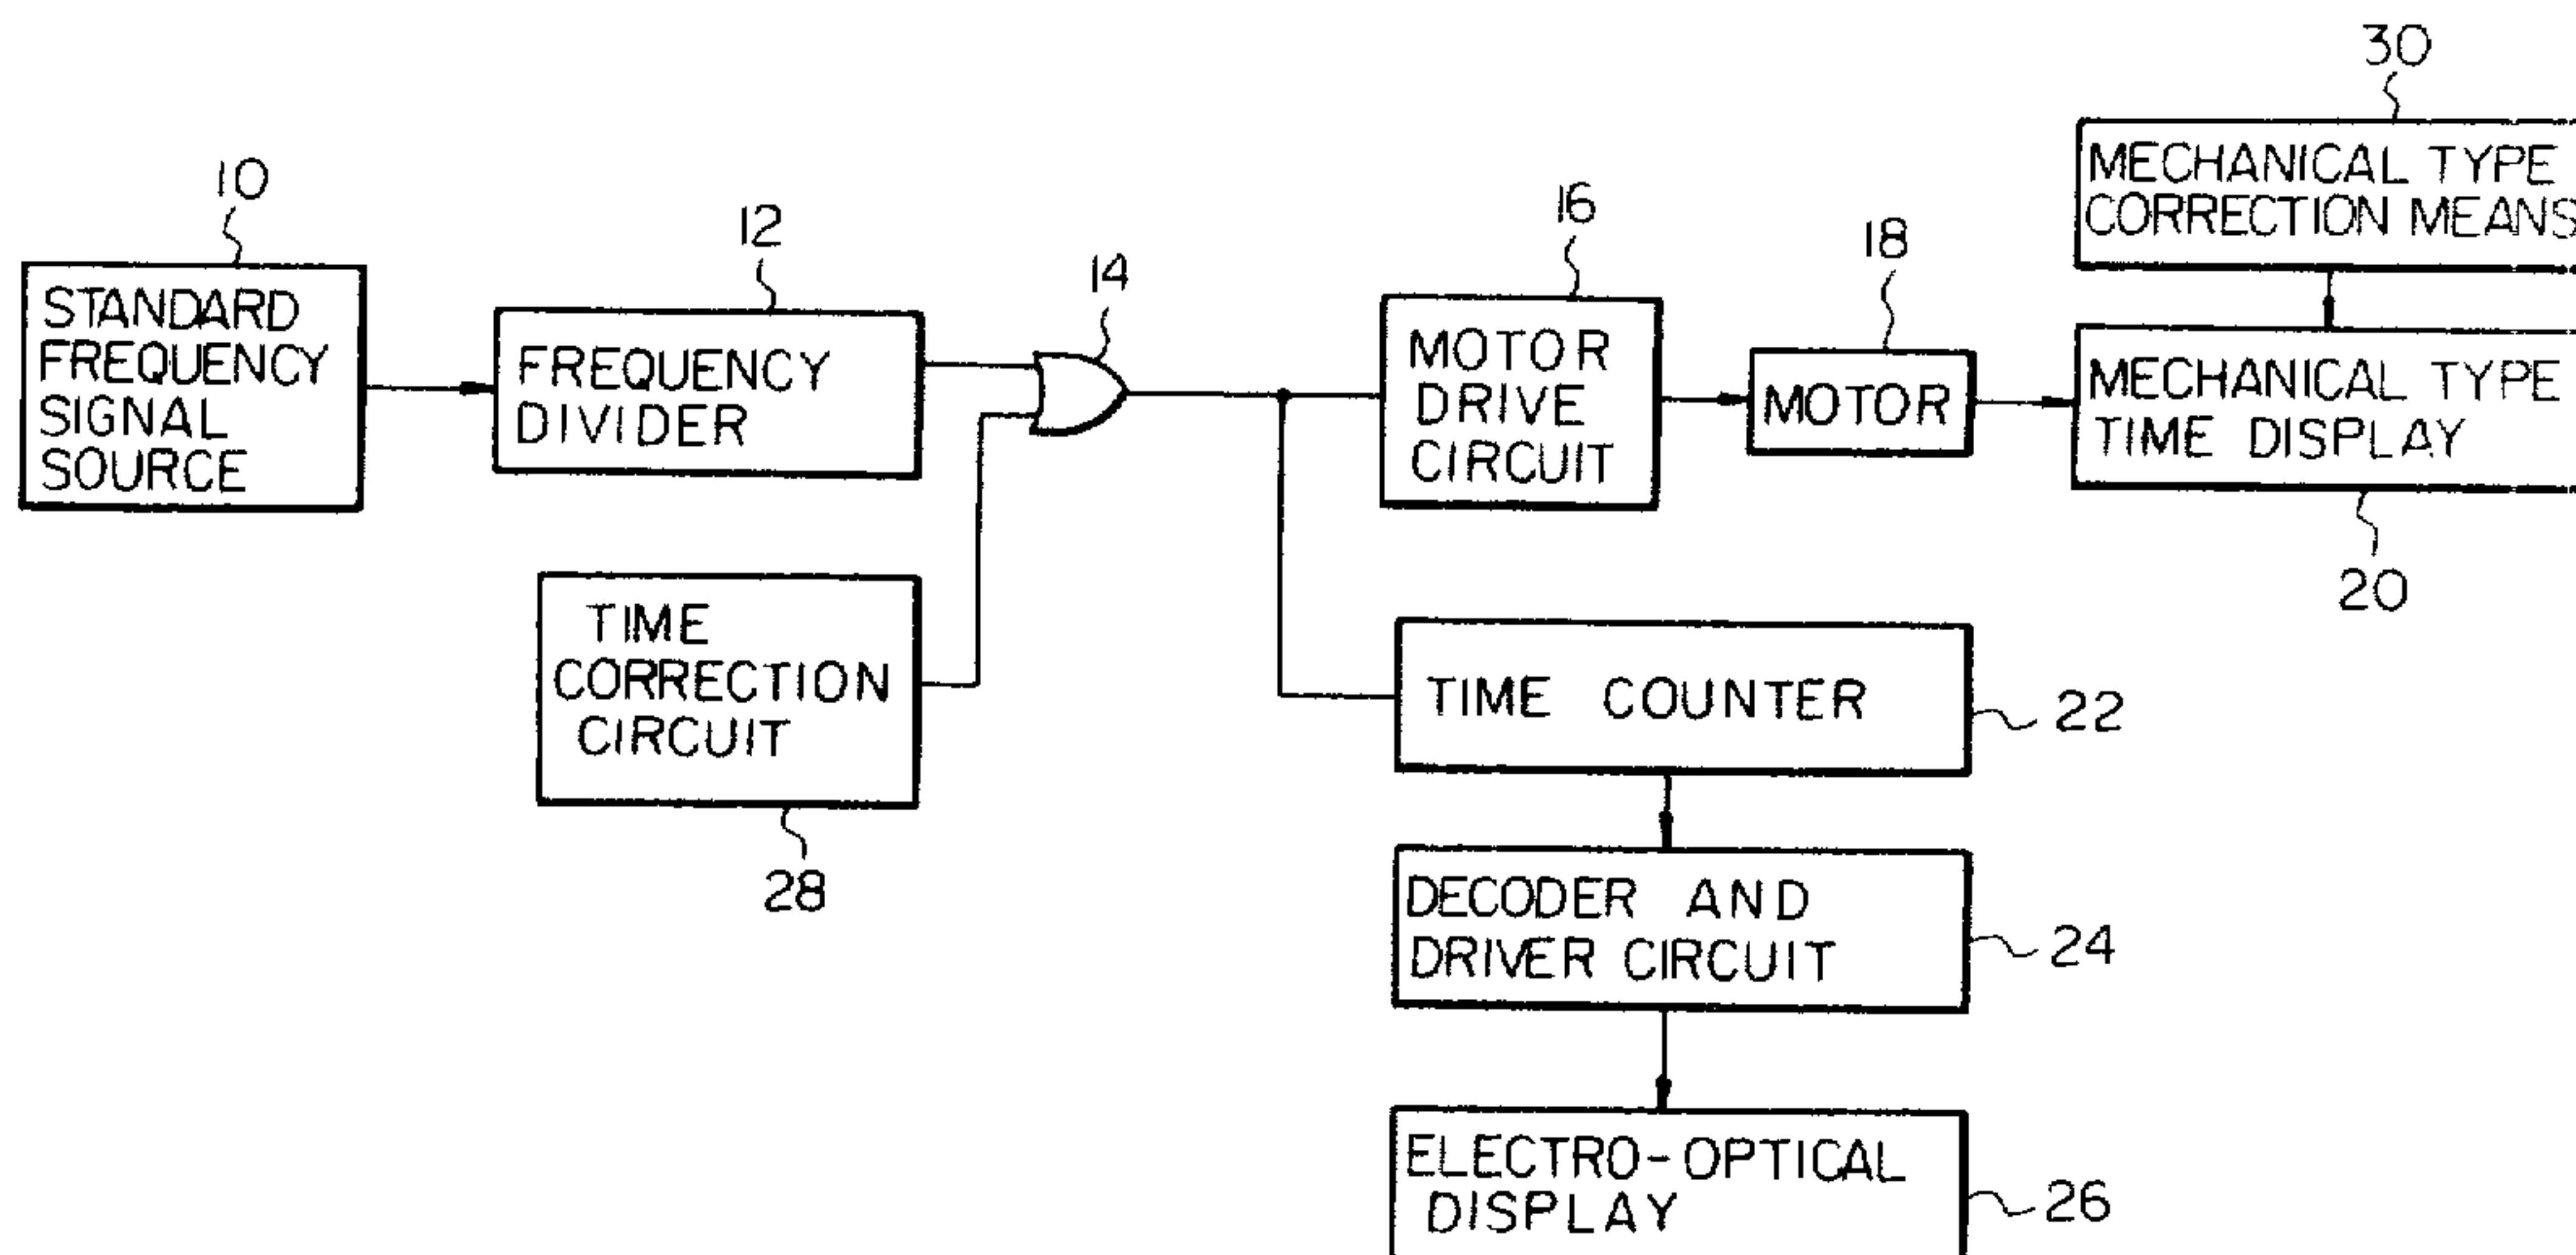 30
MECHANICAL TYPE
CORRECTION MEANS
10
STANDARD
FREQUENCY
SIGNAL
SOURCE
12
FREQUENCY
DIVIDER
14
16
MOTOR
DRIVE
CIRCUIT
18
MOTOR
MECHANICAL TYPE
TIME DISPLAY
20
TIME
CORRECTION
CIRCUIT
28
TIME COUNTER
22
DECODER AND
DRIVER CIRCUIT
24
ELECTRO-OPTICAL
DISPLAY
26